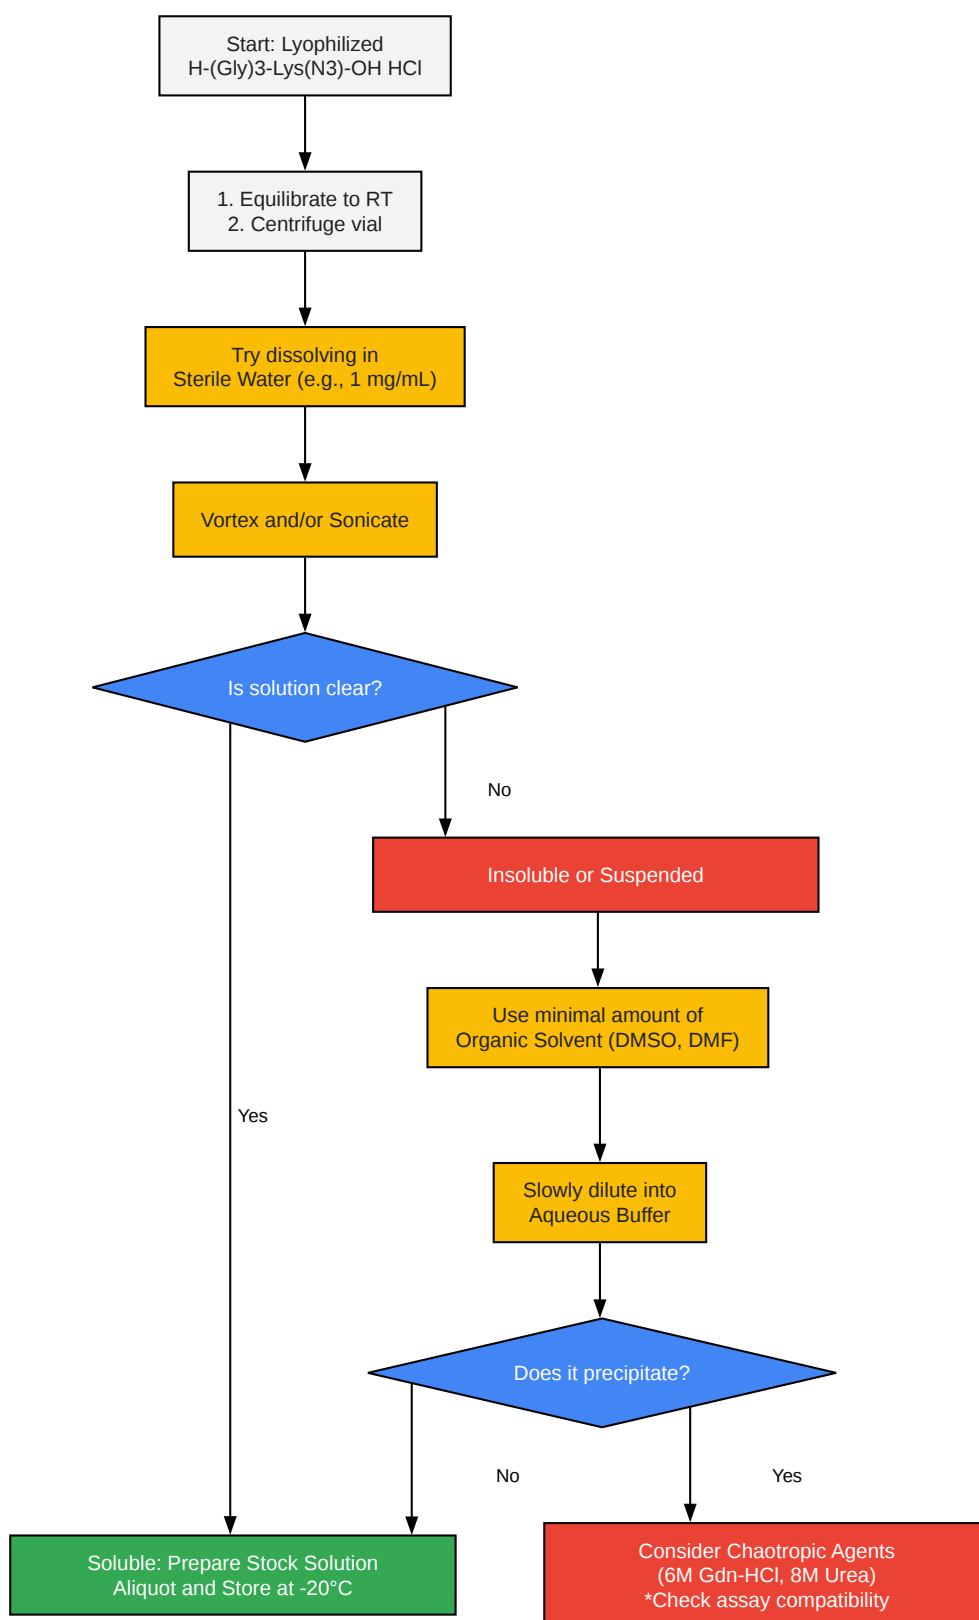 Start: Lyophilized
H-(Gly)3-Lys(N3)-OH HCl
1. Equilibrate to RT
2. Centrifuge vial
Try dissolving in
Sterile Water (e.g., 1 mg/mL)
Vortex and/or Sonicate
Is solution clear?
No
Insoluble or Suspended
Use minimal amount of
Organic Solvent (DMSO, DMF)
Yes
Slowly dilute into
Aqueous Buffer
Does it precipitate?
No
Yes
Soluble: Prepare Stock Solution
Aliquot and Store at -20°C
Consider Chaotropic Agents
(6M Gdn-HCl, 8M Urea)
*Check assay compatibility